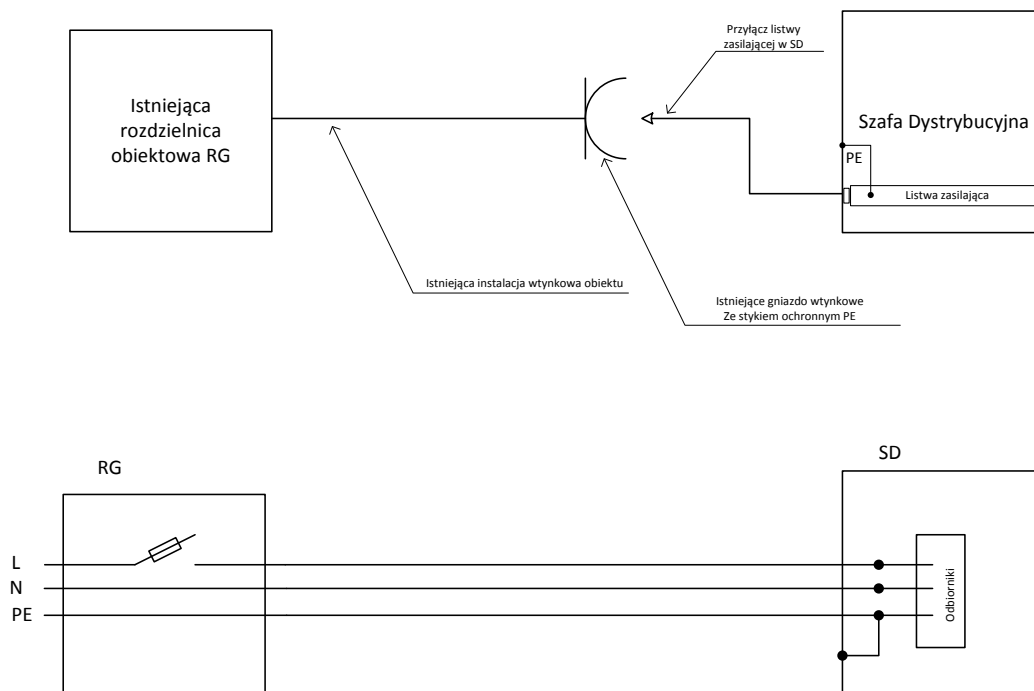 Przyłącz listwy
zasilającej w SD
Istniejąca
rozdzielnica
obiektowa RG
Szafa Dystrybucyjna
PE
Listwa zasilająca
Istniejąca instalacja wtynkowa obiektu
Istniejące gniazdo wtynkowe
Ze stykiem ochronnym PE
RG
SD
L
N
PE
Odbiorniki